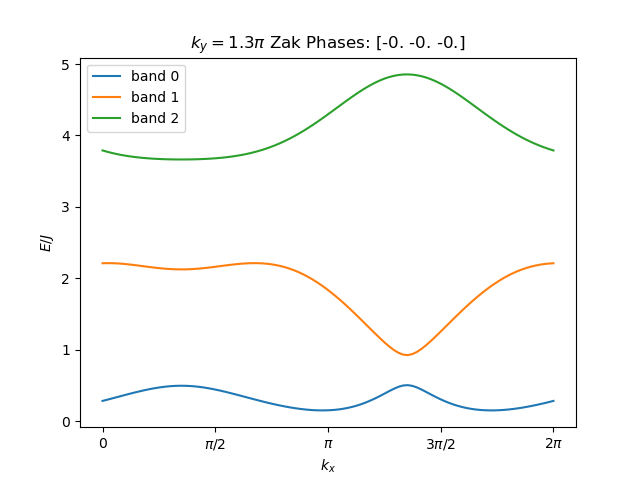 $k_y = 1.3\pi$ Zak Phases: [-0. -0. -0.]
band 0
band 1
band 2
5
4
3
2
1
0
E/J
0
π/2
π
3π/2
2π
$k_x$